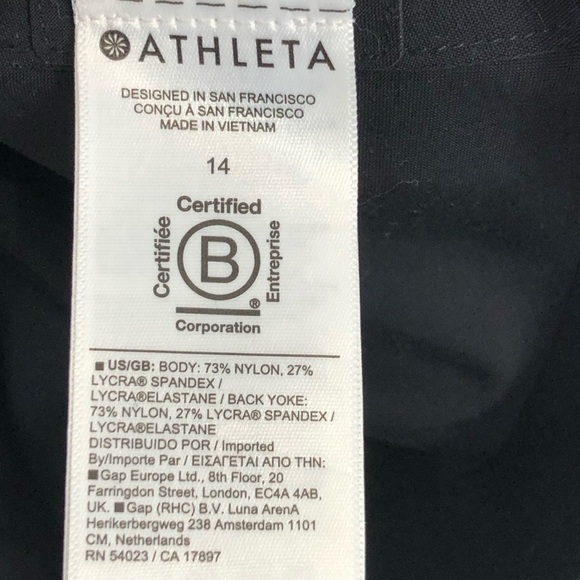 ATHLETA
DESIGNED IN SAN FRANCISCO
CONÇU À SAN FRANCISCO
MADE IN VIETNAM
14
Certified
Certifiée
B
Entreprise
®
Corporation
■ US/GB: BODY: 73% NYLON, 27%
LYCRA® SPANDEX /
LYCRA®ELASTANE / BACK YOKE:
73% NYLON, 27% LYCRA® SPANDEX /
LYCRA®ELASTANE
DISTRIBUIDO POR / Imported
By/Importe Par / ΕΙΣΑΓΕΤΑΙ ΑΠΟ ΤΗΝ:
■Gap Europe Ltd., 8th Floor, 20
Farringdon Street, London, EC4A 4AB,
UK. ■Gap (RHC) B.V. Luna ArenA
Herikerbergweg 238 Amsterdam 1101
CM, Netherlands
RN 54023 / CA 17897